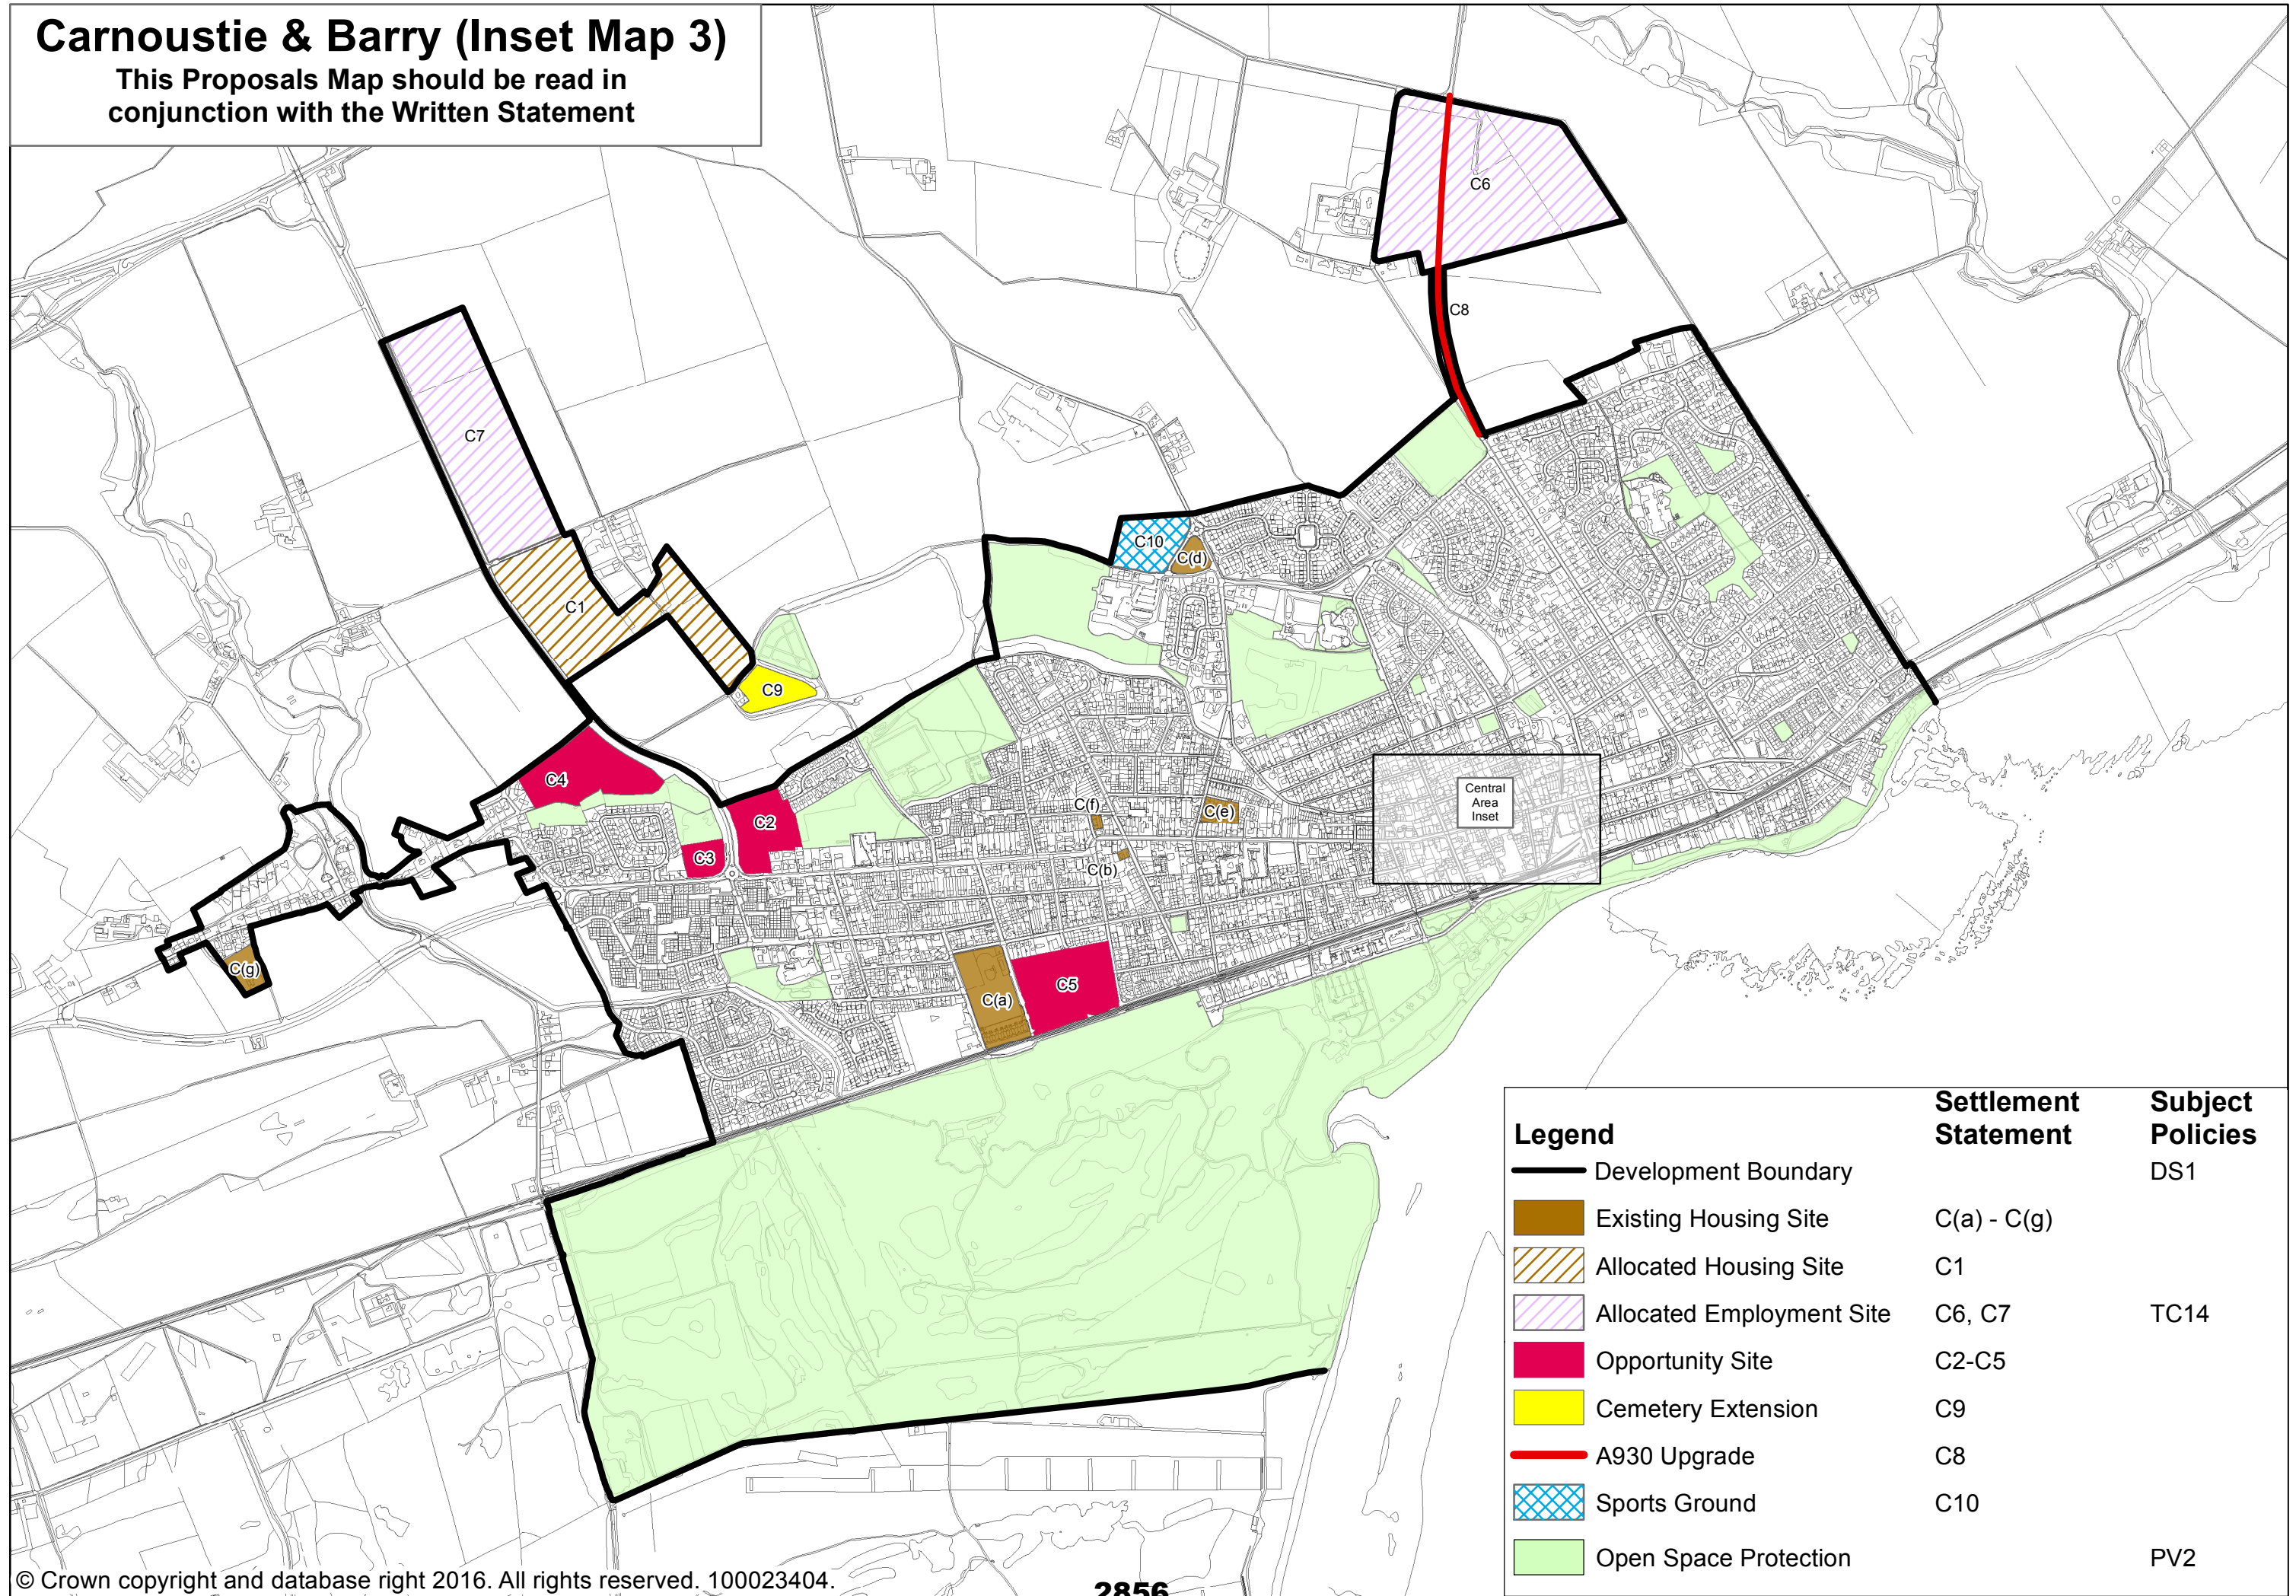 Carnoustie & Barry (Inset Map 3)
This Proposals Map should be read in
conjunction with the Written Statement
C6
C8
C7
C10
C(d)
C1
C9
C4
C2
C(f)
C(e)
Central
Area
Inset
C3
C(b)
C(g)
C(a)
C5
Legend
Settlement
Statement
Subject
Policies
Development Boundary DS1
Existing Housing Site C(a) - C(g)
Allocated Housing Site C1
Allocated Employment Site C6, C7 TC14
Opportunity Site C2-C5
Cemetery Extension C9
A930 Upgrade C8
Sports Ground C10
Open Space Protection PV2
© Crown copyright and database right 2016. All rights reserved. 100023404.
2856